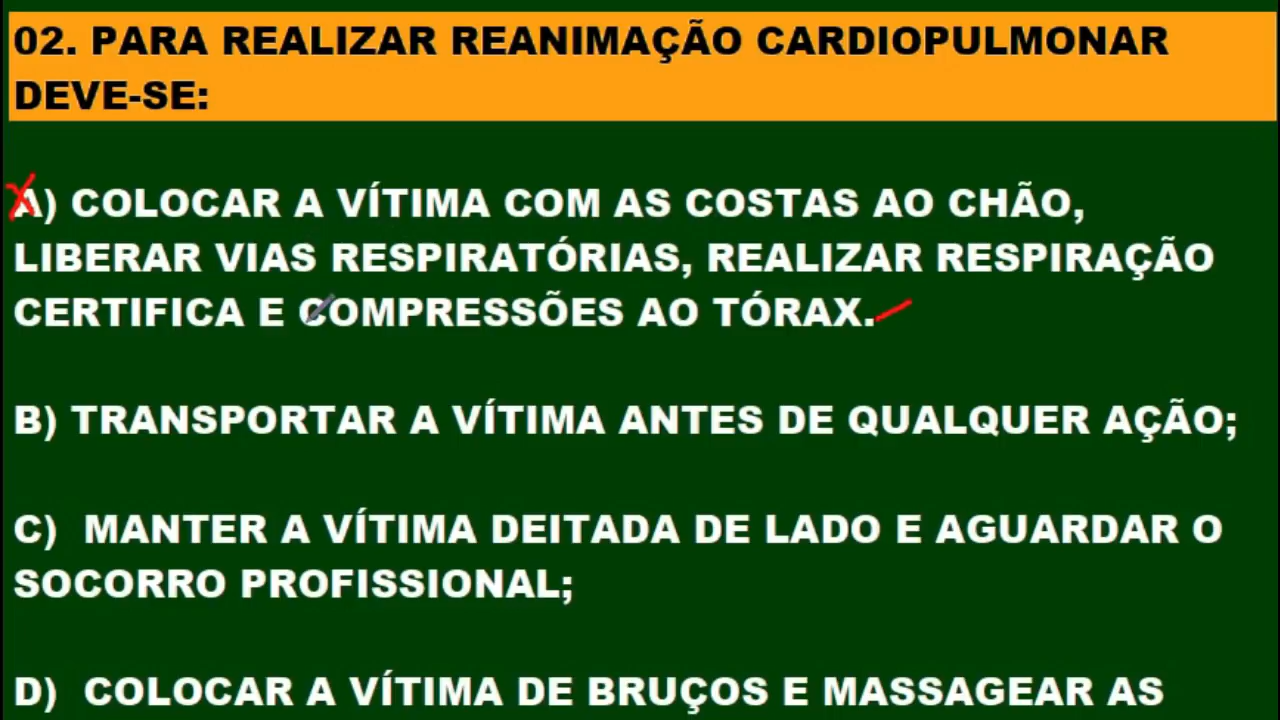 02. PARA REALIZAR REANIMAÇÃO CARDIOPULMONAR
DEVE-SE:
A) COLOCAR A VÍTIMA COM AS COSTAS AO CHÃO,
LIBERAR VIAS RESPIRATÓRIAS, REALIZAR RESPIRAÇÃO
CERTIFICA E COMPRESSÕES AO TÓRAX.
B) TRANSPORTAR A VÍTIMA ANTES DE QUALQUER AÇÃO;
C) MANTER A VÍTIMA DEITADA DE LADO E AGUARDAR O
SOCORRO PROFISSIONAL;
D) COLOCAR A VÍTIMA DE BRUÇOS E MASSAGEAR AS